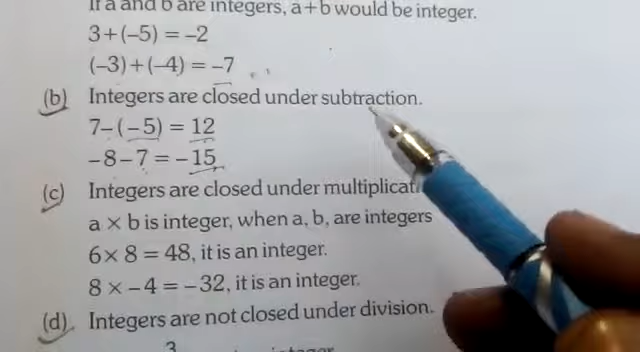 If a and b are integers, a + b would be integer.
3 + (–5) = –2
(–3) + (–4) = –7
(b) Integers are closed under subtraction.
7– (–5) = 12
–8 – 7 = –15
(c) Integers are closed under multiplicat
a × b is integer, when a, b, are integers
6 × 8 = 48, it is an integer.
8 × –4 = –32, it is an integer.
(d) Integers are not closed under division.
3